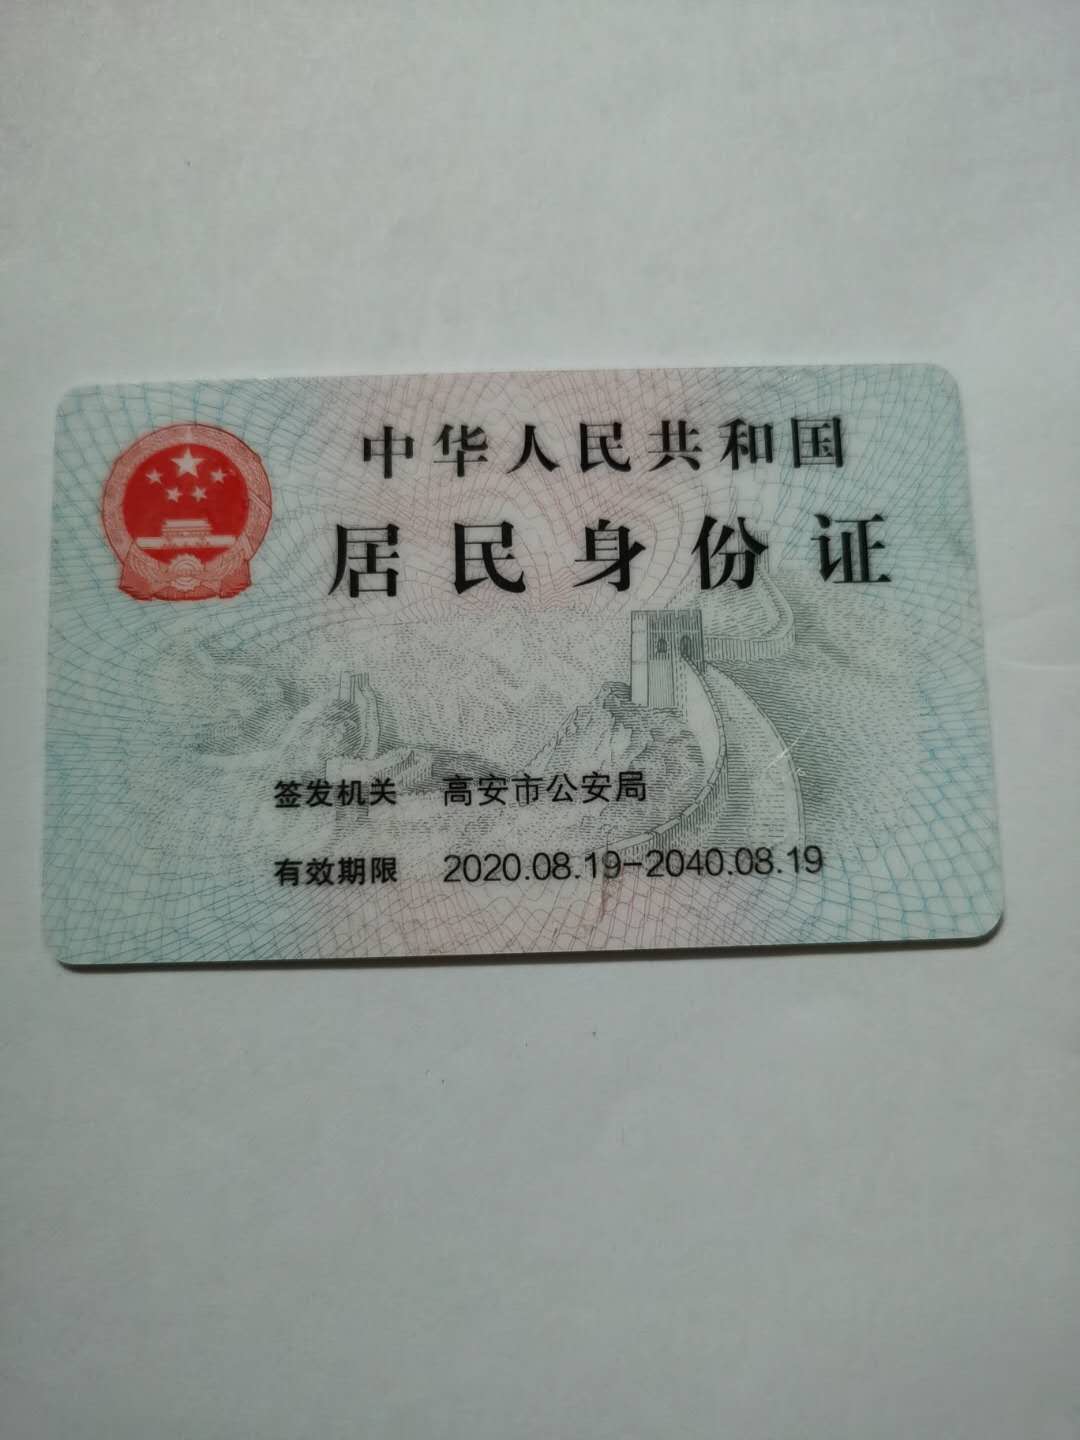 中华人民共和国
居民身份证
签发机关 高安市公安局
有效期限 2020.08.19-2040.08.19